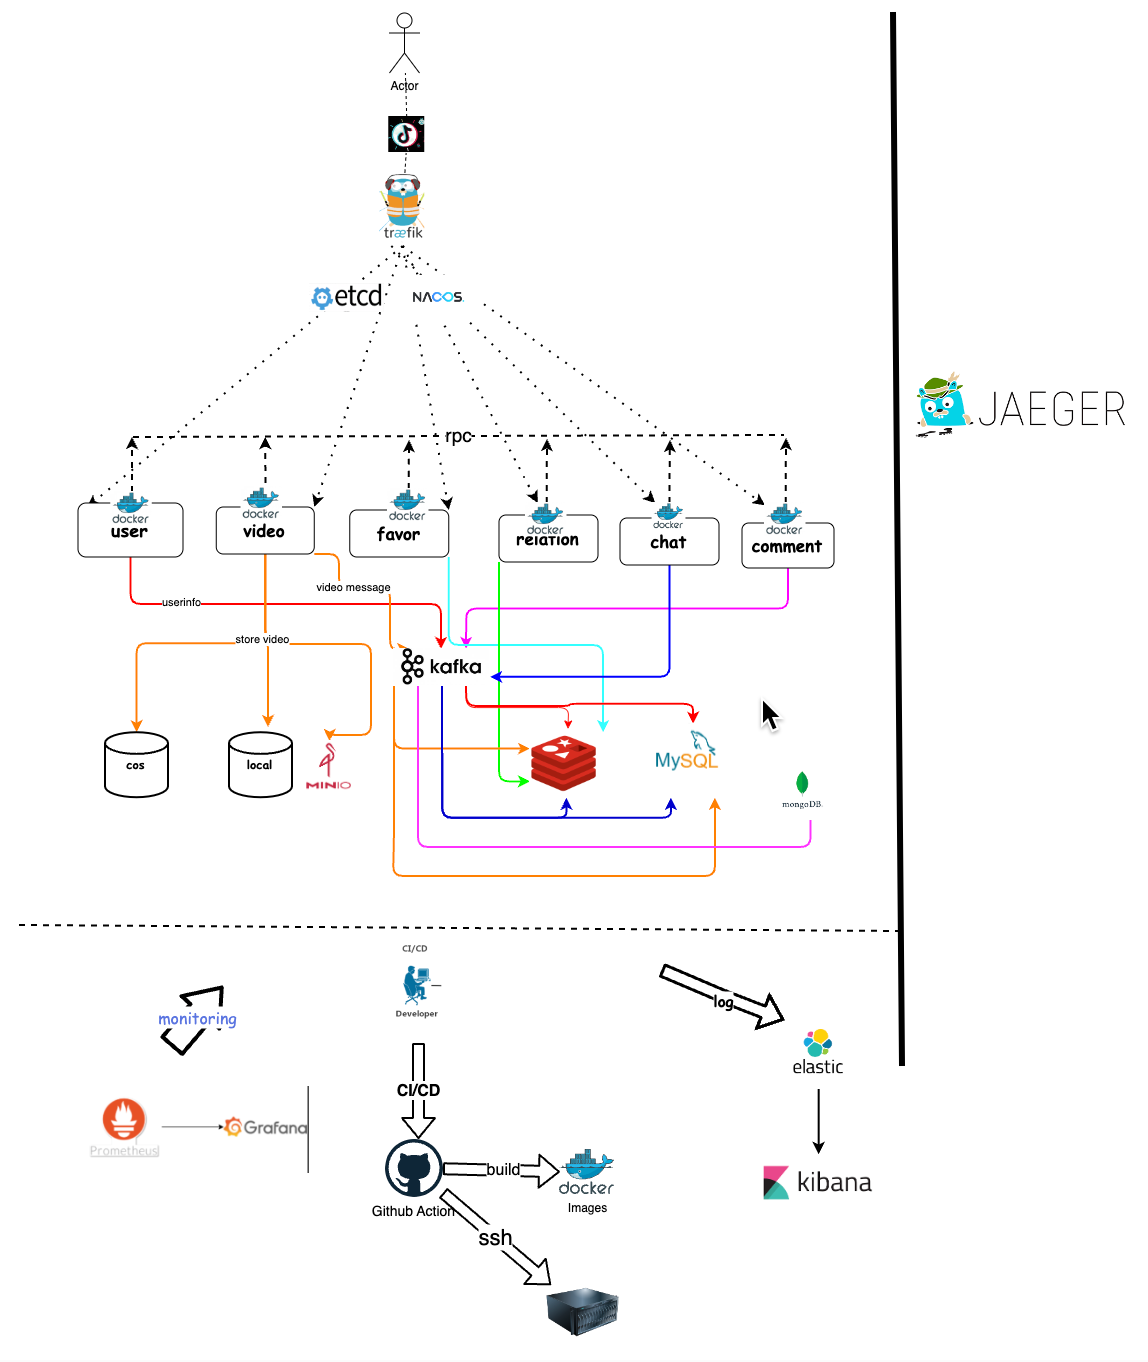 Actor
træfik
etcd
NACOS.
JAEGER
rpc
docker
user
docker
video
docker
favor
docker
relation
docker
chat
docker
comment
video message
userinfo
store video
kafka
cos
local
MINIO
MySQL
mongoDB
CI/CD
Developer
monitoring
log
elastic
CI/CD
Prometheus
Grafana
Github Action
build
docker
Images
kibana
ssh